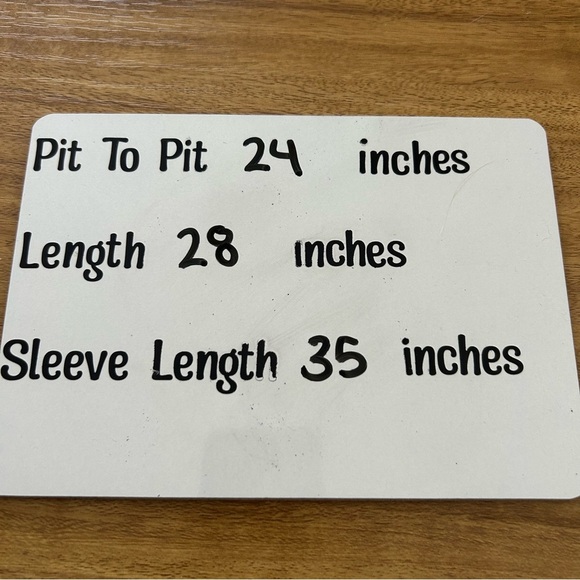 Pit To Pit 24 inches
Length 28 inches
Sleeve Length 35 inches